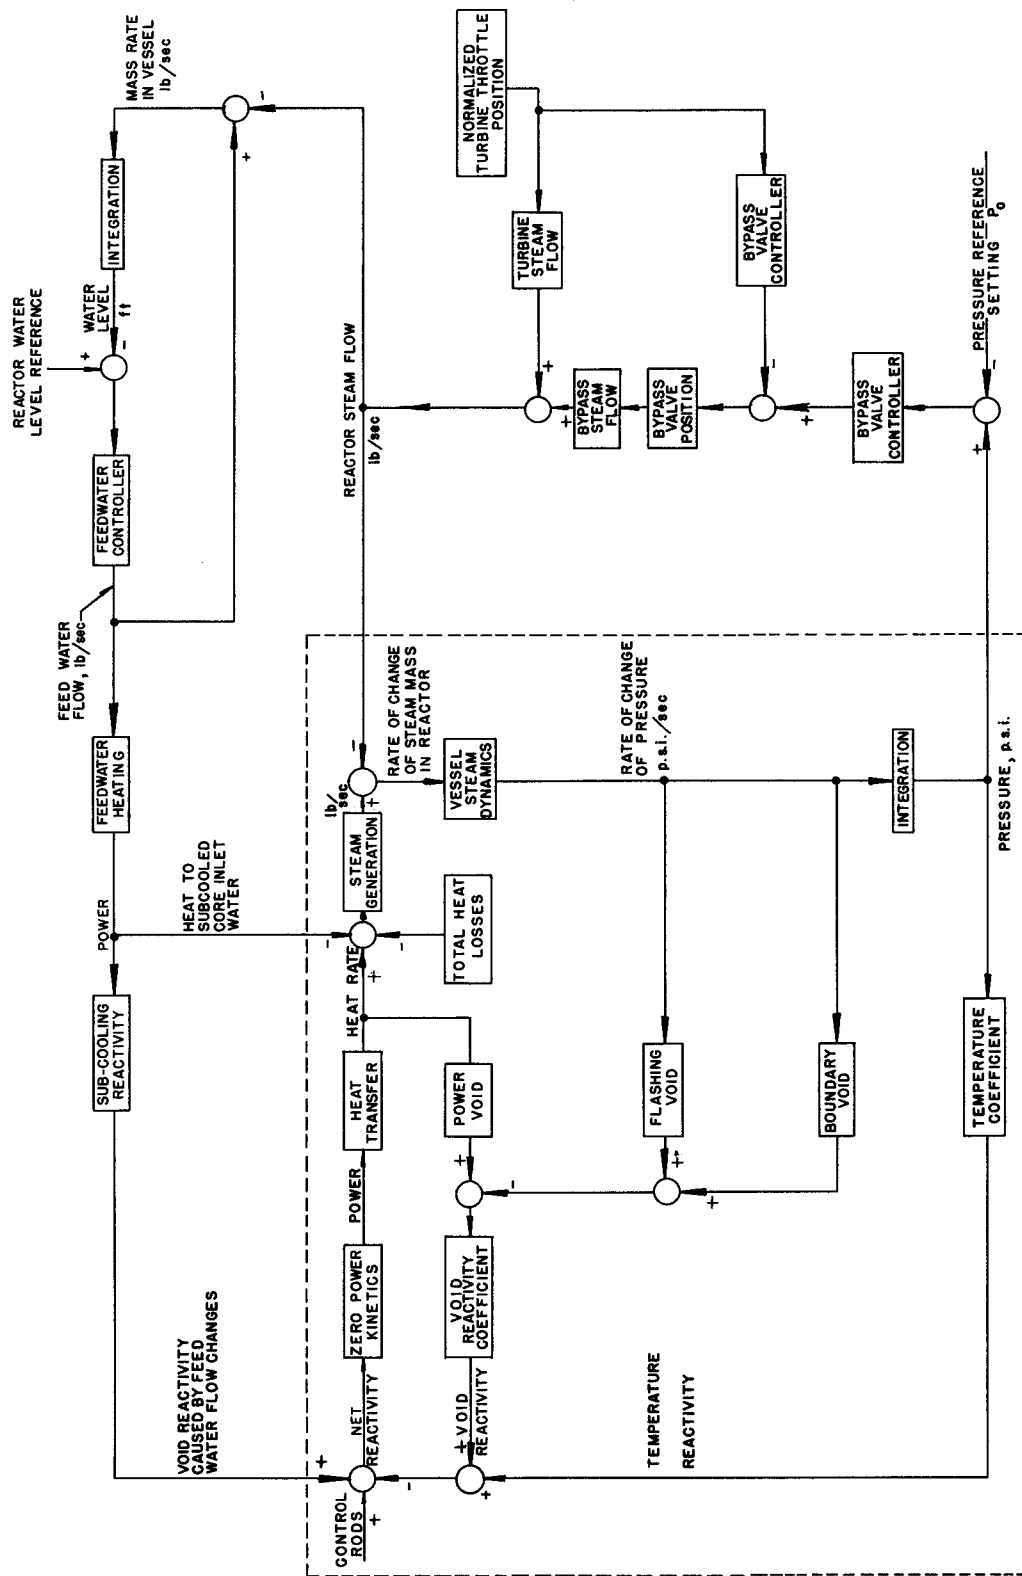 REACTOR WATER
LEVEL REFERENCE
MASS RATE
IN VESSEL
lb/sec
INTEGRATION
WATER
LEVEL
ft
+
-
FEEDWATER
CONTROLLER
FEED WATER
FLOW, lb/sec
FEEDWATER
HEATING
POWER
SUB-COOLING
REACTIVITY
-
+
VOID REACTIVITY
CAUSED BY FEED
WATER FLOW CHANGES
HEAT TO
SUBCOOLED
CORE INLET
WATER
REACTOR STEAM FLOW
lb/sec
CONTROL
RODS
+
+
-
NET
REACTIVITY
ZERO POWER
KINETICS
POWER
HEAT
TRANSFER
HEAT RATE
+
-
-
STEAM
GENERATION
lb/
sec
+
-
TOTAL HEAT
LOSSES
RATE OF CHANGE
OF STEAM MASS
IN REACTOR
VESSEL
STEAM
DYNAMICS
POWER
VOID
+
-
VOID
REACTIVITY
COEFFICIENT
+VOID
REACTIVITY
+
NORMALIZED
TURBINE THROTTLE
POSITION
TURBINE
STEAM
FLOW
+
+
BYPASS
STEAM
FLOW
BYPASS
VALVE
POSITION
BYPASS
VALVE
CONTROLLER
-
+
BYPASS
VALVE
CONTROLLER
RATE OF CHANGE
OF PRESSURE
p.s.i./sec
FLASHING
VOID
+
+
BOUNDARY
VOID
INTEGRATION
TEMPERATURE
REACTIVITY
TEMPERATURE
COEFFICIENT
PRESSURE, p.s.i.
+
-
PRESSURE REFERENCE
SETTING P₀